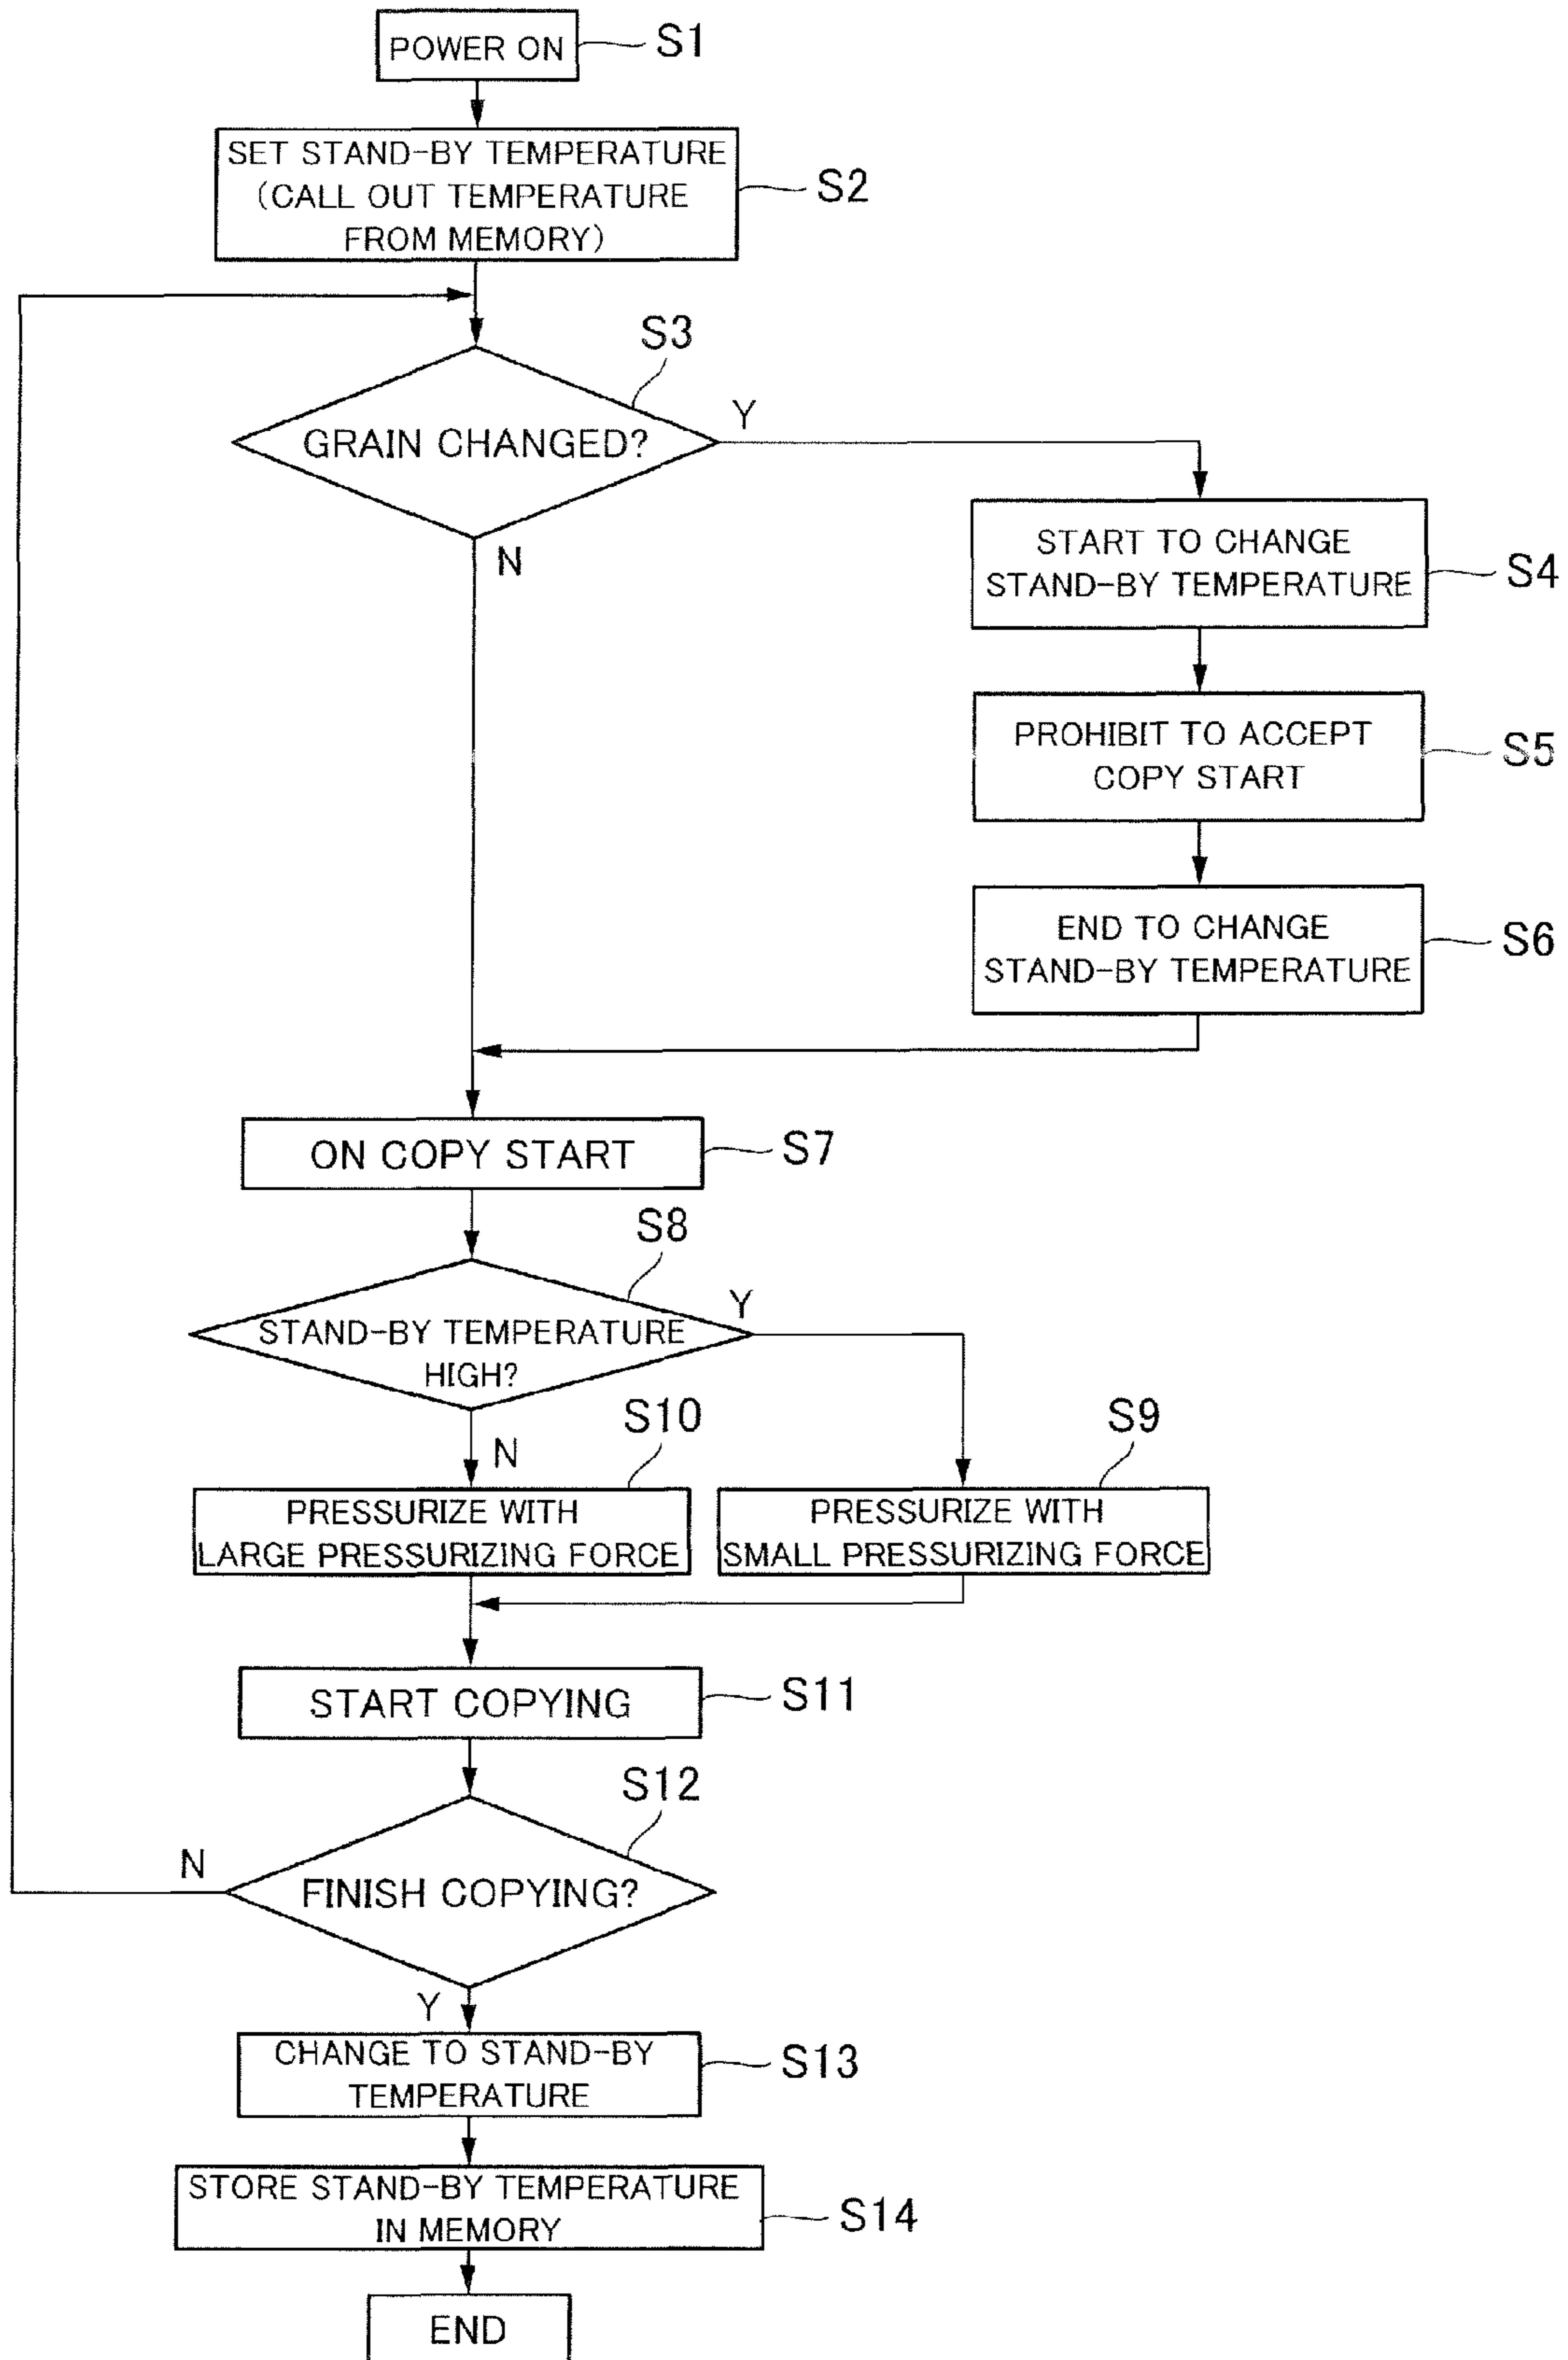 POWER ON
S1
SET STAND-BY TEMPERATURE
(CALL OUT TEMPERATURE
FROM MEMORY)
S2
S3
GRAIN CHANGED?
Y
N
START TO CHANGE
STAND-BY TEMPERATURE
S4
PROHIBIT TO ACCEPT
COPY START
S5
END TO CHANGE
STAND-BY TEMPERATURE
S6
ON COPY START
S7
S8
STAND-BY TEMPERATURE
HIGH?
Y
N
S10
PRESSURIZE WITH
LARGE PRESSURIZING FORCE
S9
PRESSURIZE WITH
SMALL PRESSURIZING FORCE
START COPYING
S11
S12
FINISH COPYING?
N
Y
CHANGE TO STAND-BY
TEMPERATURE
S13
STORE STAND-BY TEMPERATURE
IN MEMORY
S14
END